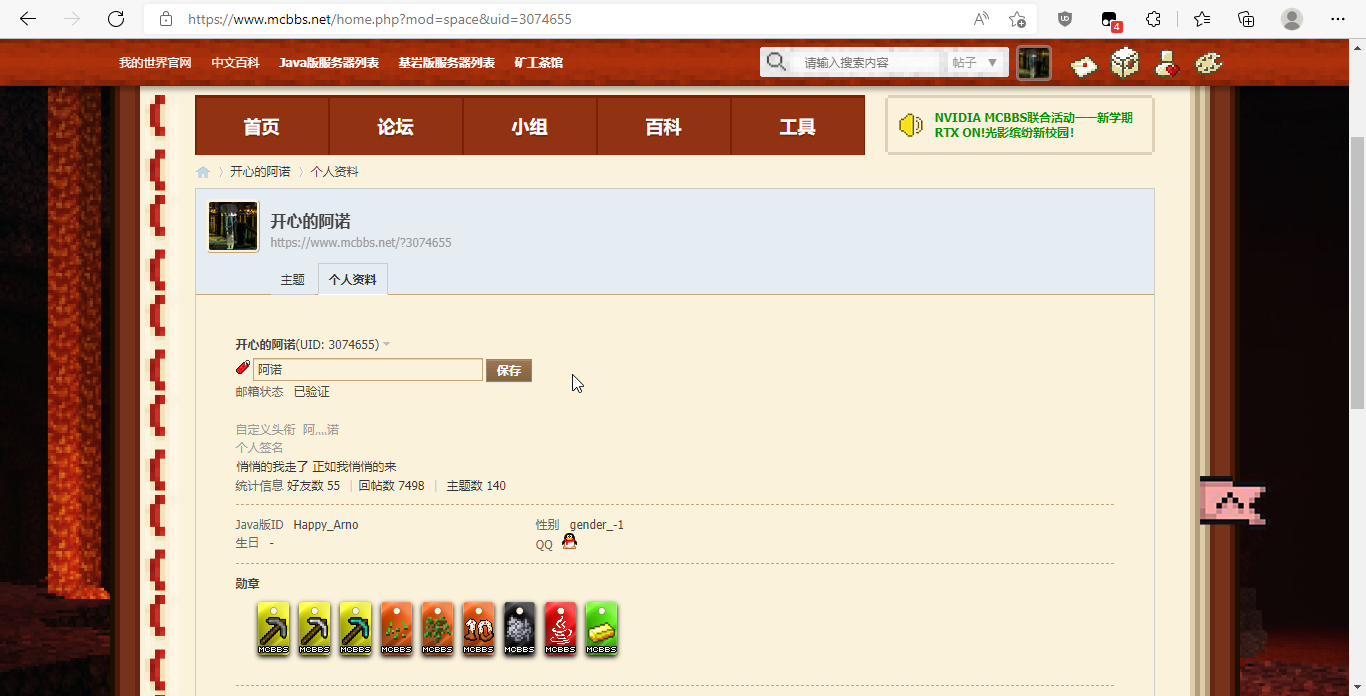 https://www.mcbbs.net/home.php?mod=space&uid=3074655
4
我的世界官网 中文百科 Java版服务器列表 基岩版服务器列表 矿工茶馆 请输入搜索内容 帖子
首页 论坛 小组 百科 工具
NVIDIA MCBBS联合活动——新学期
RTX ON!光影缤纷新校园!
开心的阿诺 个人资料
开心的阿诺
https://www.mcbbs.net/?3074655
主题 个人资料
开心的阿诺(UID: 3074655)
阿诺 保存
邮箱状态 已验证
自定义头衔 阿灬诺
个人签名
悄悄的我走了 正如我悄悄的来
统计信息 好友数 55 | 回帖数 7498 | 主题数 140
Java版ID Happy_Arno 性别 gender_-1
生日 - QQ
勋章
10
MCBBS MCBBS MCBBS MCBBS MCBBS MCBBS MCBBS MCBBS MCBBS